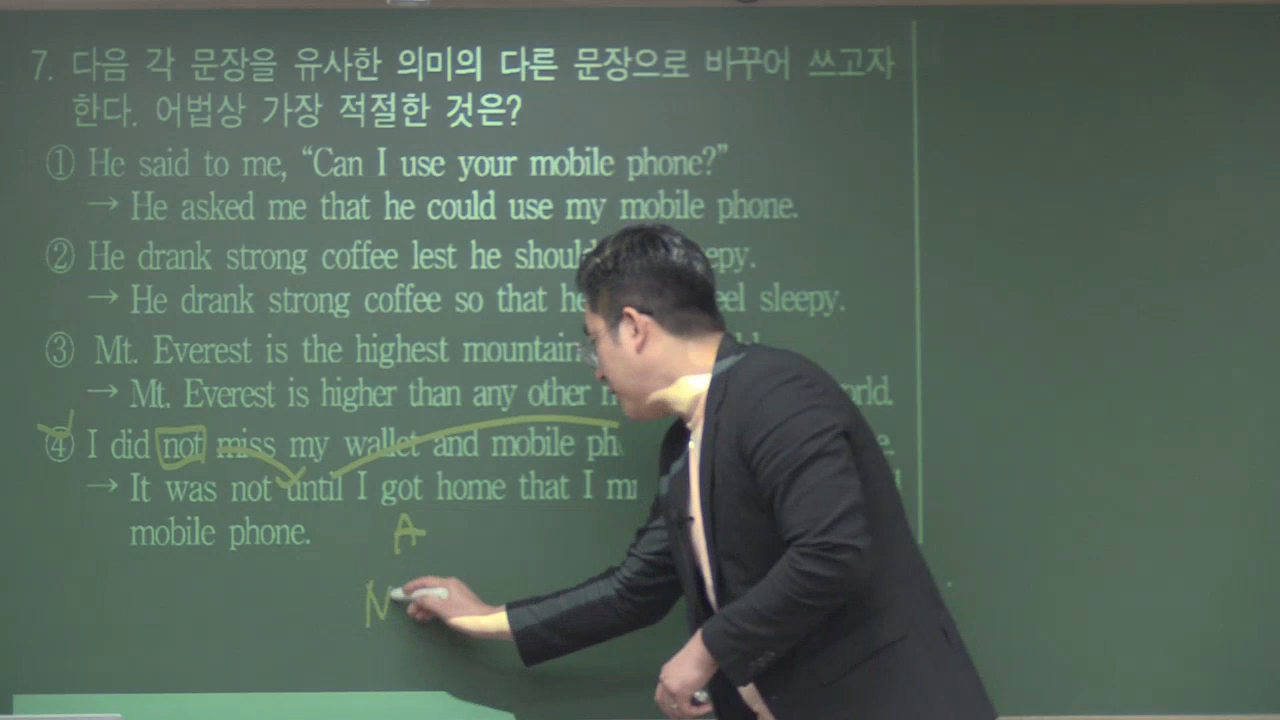 7. 다음 각 문장을 유사한 의미의 다른 문장으로 바꾸어 쓰고자
한다. 어법상 가장 적절한 것은?
① He said to me, “Can I use your mobile phone?”
→ He asked me that he could use my mobile phone.
② He drank strong coffee lest he should
→ He drank strong coffee so that he sleepy.
③ Mt. Everest is the highest mountain
→ Mt. Everest is higher than any other world.
④ I did not miss my wallet and mobile
→ It was not until I got home that I
mobile phone.
A
N